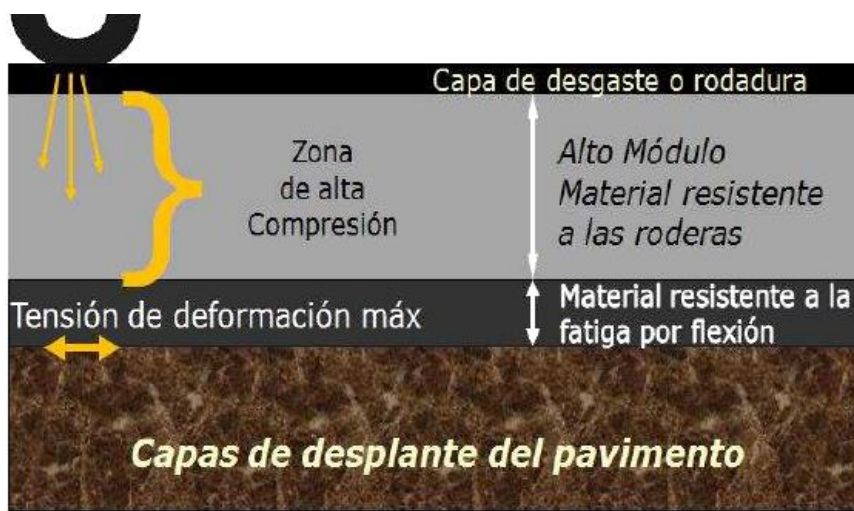 Capa de desgaste o rodadura
Zona
de alta
Compresión
Alto Módulo
Material resistente
a las roderas
Tensión de deformación máx
Material resistente a la
fatiga por flexión
Capas de desplante del pavimento